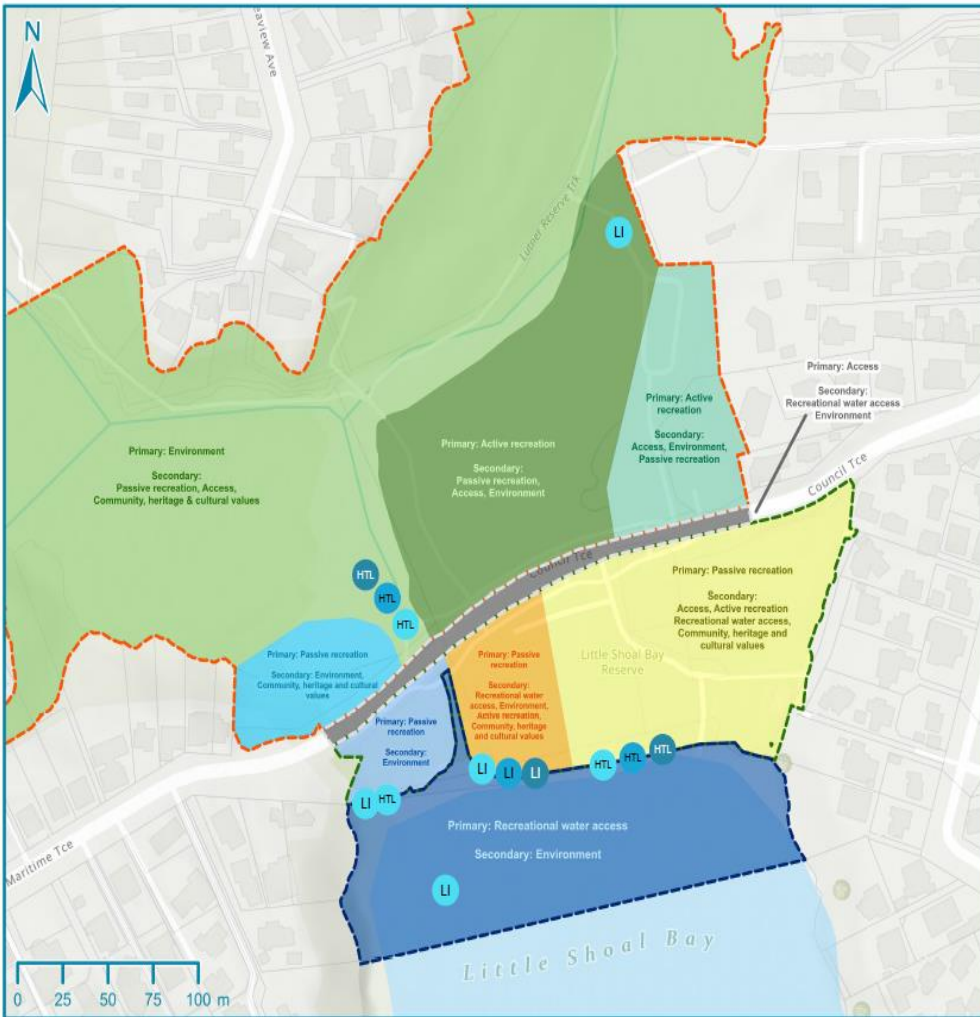 N
Lutner Reserve Trk
LI
Primary: Access
Secondary:
Recreational water access
Environment
Primary: Active
recreation
Secondary:
Access, Environment,
Passive recreation
Primary: Environment
Secondary:
Passive recreation, Access,
Community, heritage & cultural values
Primary: Active recreation
Secondary:
Passive recreation,
Access, Environment
Council Tce
Council Tce
HTL
HTL
HTL
Primary: Passive recreation
Secondary:
Access, Active recreation
Recreational water access,
Community, heritage and
cultural values
Little Shoal Bay
Reserve
Primary: Passive recreation
Secondary: Environment,
Community, heritage and cultural
values
Primary: Passive
recreation
Secondary:
Recreational water
access, Environment,
Active recreation,
Community, heritage
and cultural values
Primary: Passive
recreation
Secondary:
Environment
LI
LI
LI
HTL
HTL
HTL
LI
HTL
Primary: Recreational water access
Secondary: Environment
LI
Maritime Tce
Little Shoal Bay
0 25 50 75 100 m